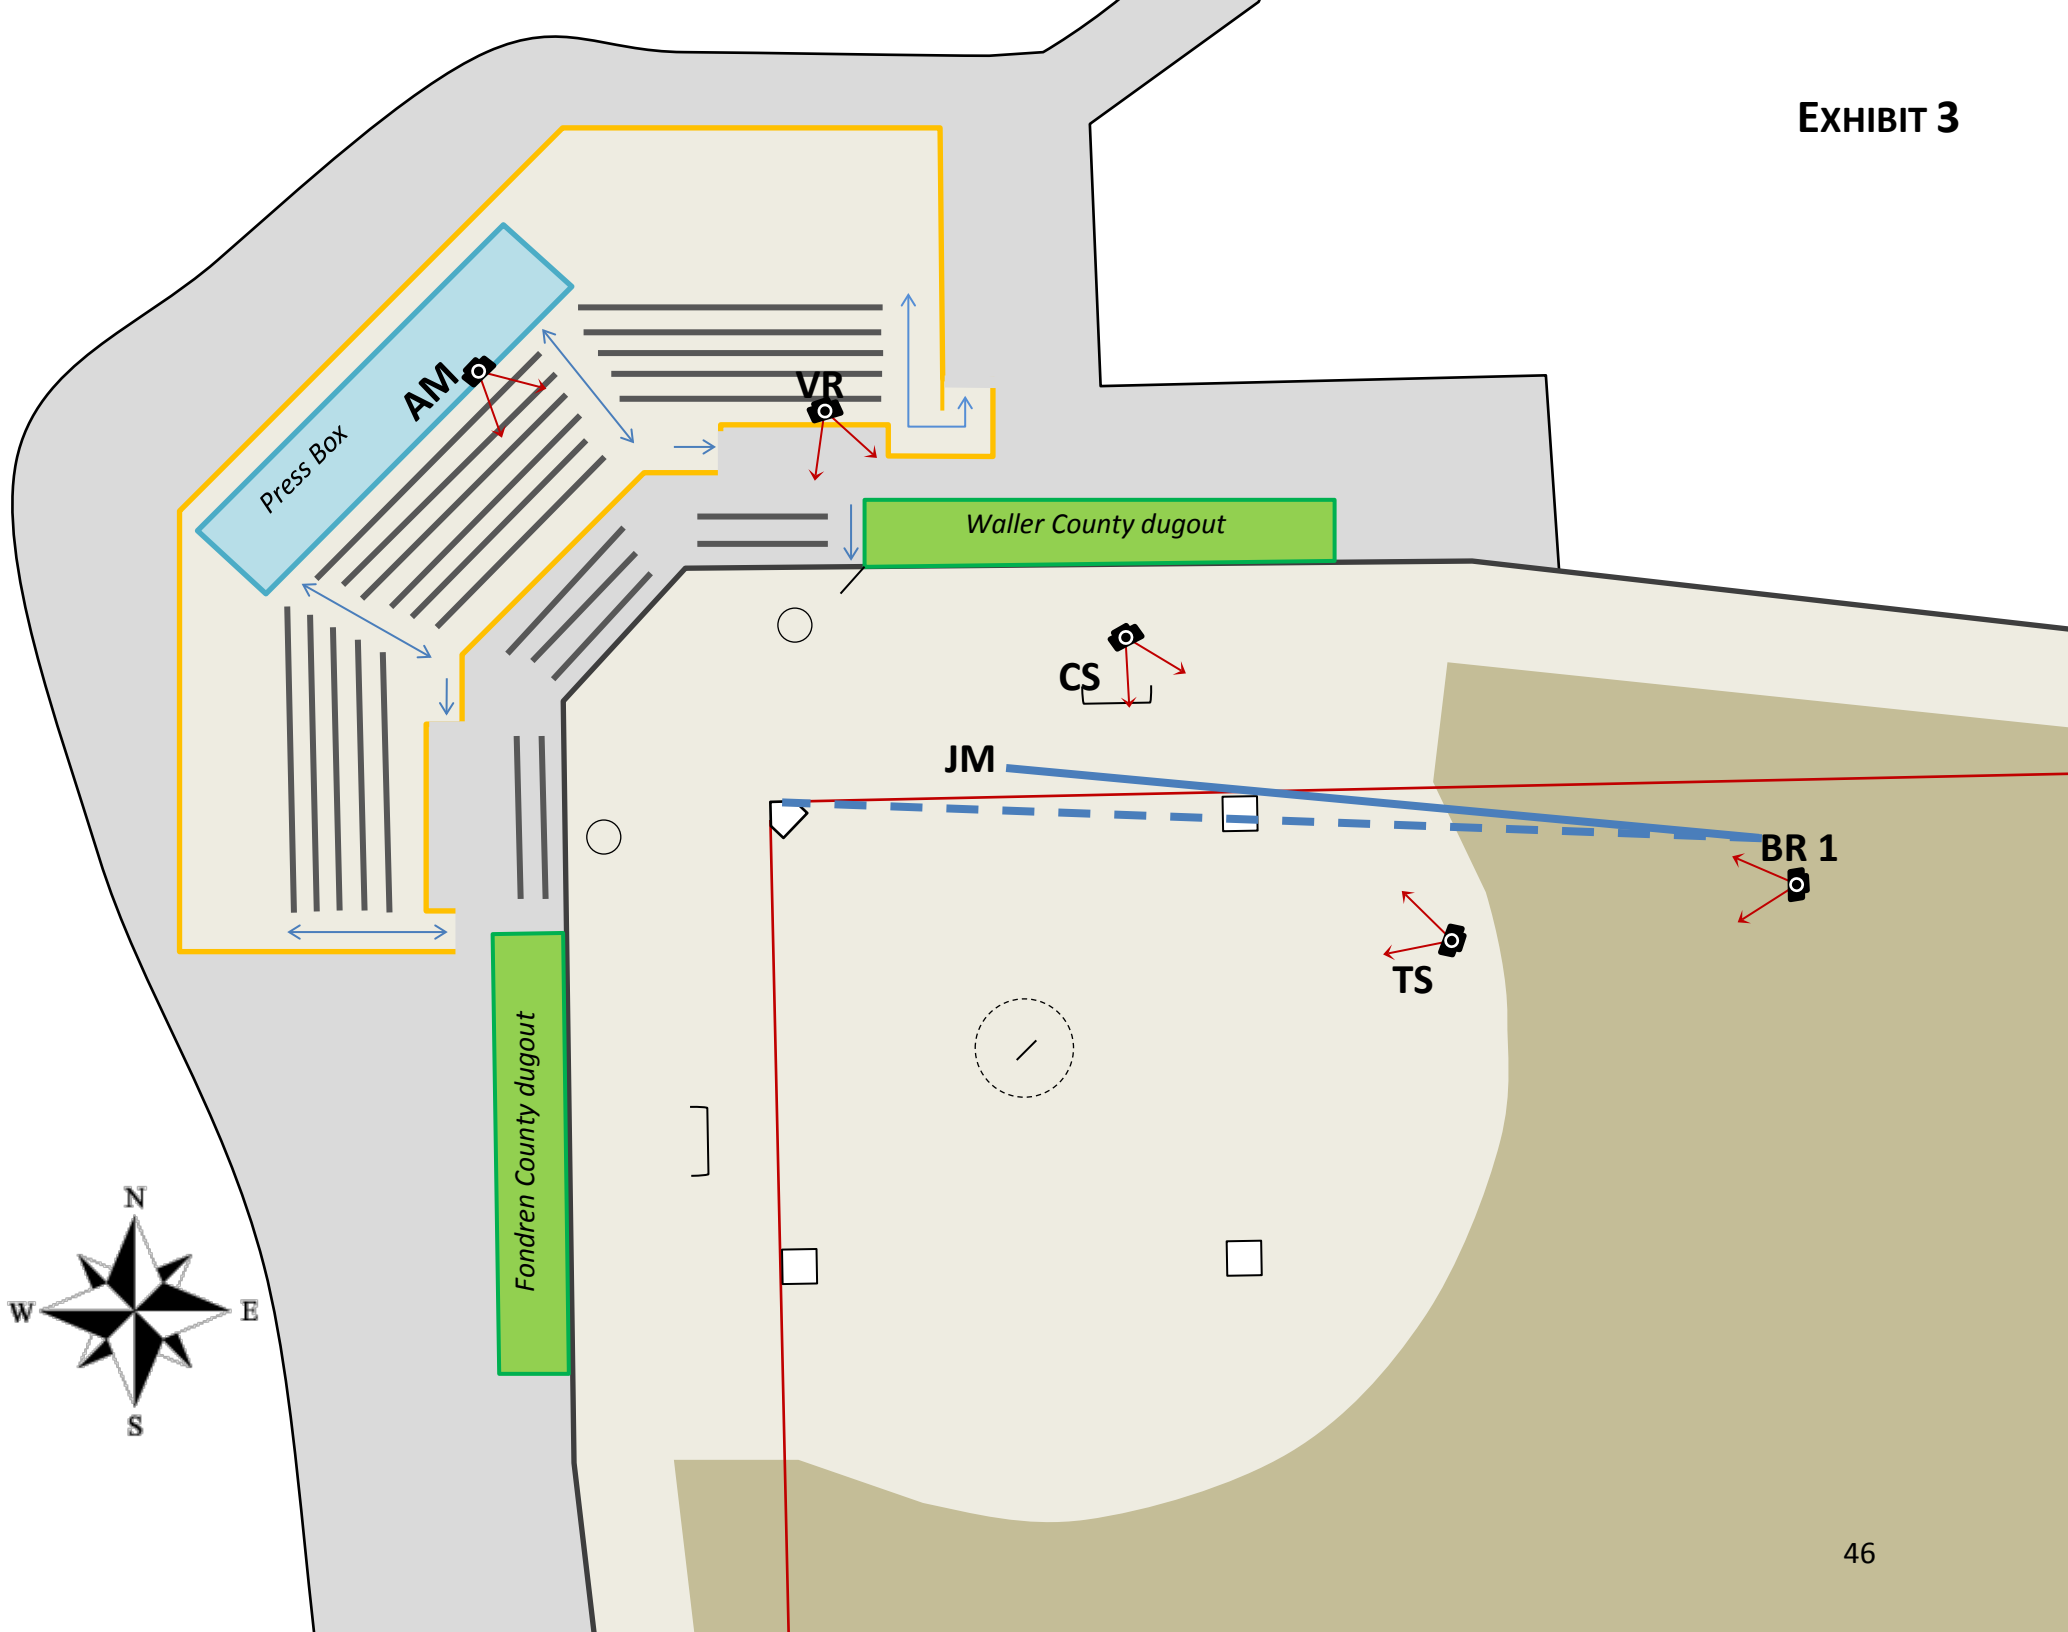 EXHIBIT 3
AM
VR
Press Box
Waller County dugout
CS
JM
BR 1
TS
Fondren County dugout
N
W
E
S
46